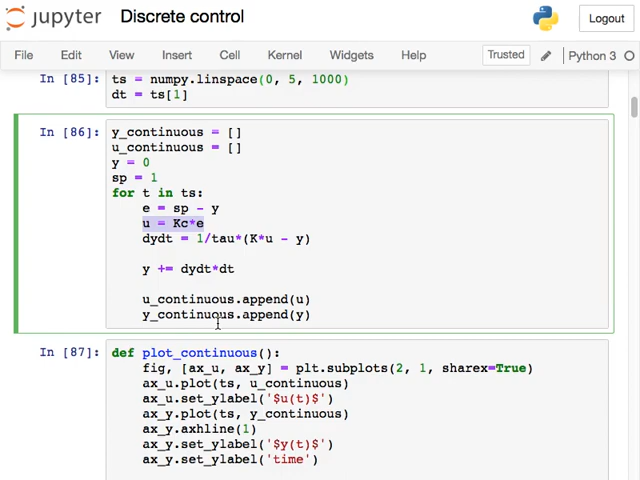 jupyter Discrete control Logout
File Edit View Insert Cell Kernel Widgets Help Trusted Python 3
In [85]: ts = numpy.linspace(0, 5, 1000)
dt = ts[1]
In [86]: y_continuous = []
u_continuous = []
y = 0
sp = 1
for t in ts:
e = sp - y
u = Kc*e
dydt = 1/tau*(K*u - y)
y += dydt*dt
u_continuous.append(u)
y_continuous.append(y)
In [87]: def plot_continuous():
fig, [ax_u, ax_y] = plt.subplots(2, 1, sharex=True)
ax_u.plot(ts, u_continuous)
ax_u.set_ylabel('$u(t)$')
ax_y.plot(ts, y_continuous)
ax_y.axhline(1)
ax_y.set_ylabel('$y(t)$')
ax_y.set_ylabel('time')